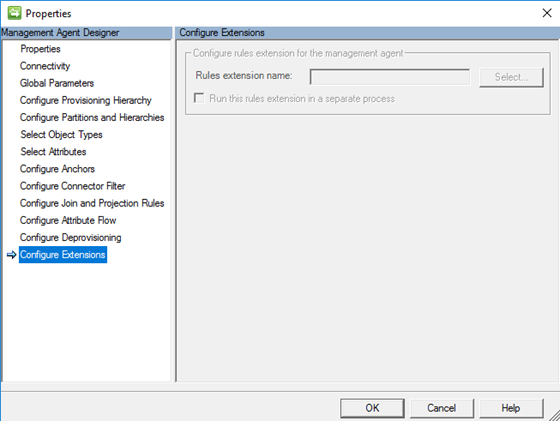 Properties
Management Agent Designer
Properties
Connectivity
Global Parameters
Configure Provisioning Hierarchy
Configure Partitions and Hierarchies
Select Object Types
Select Attributes
Configure Anchors
Configure Connector Filter
Configure Join and Projection Rules
Configure Attribute Flow
Configure Deprovisioning
Configure Extensions
Configure Extensions
Configure rules extension for the management agent
Rules extension name:
Select...
Run this rules extension in a separate process
OK
Cancel
Help